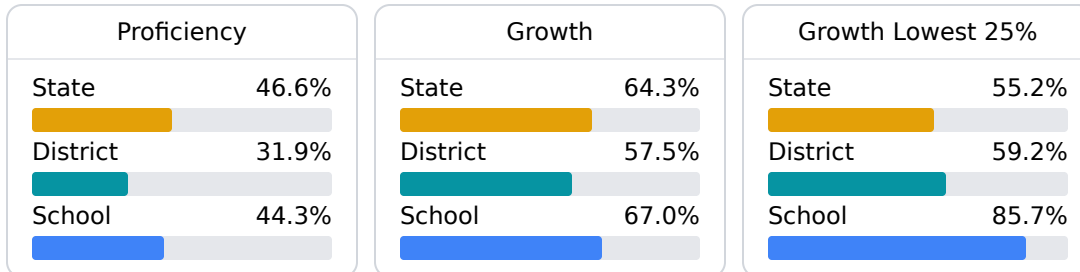 Proficiency
State 46.6%
District 31.9%
School 44.3%
Growth
State 64.3%
District 57.5%
School 67.0%
Growth Lowest 25%
State 55.2%
District 59.2%
School 85.7%